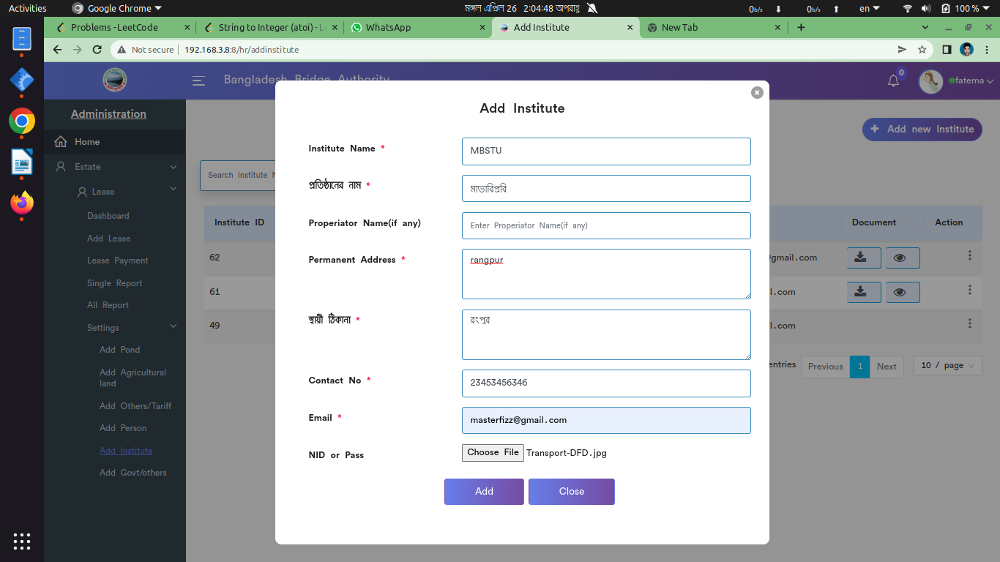 Activities
Google Chrome
মঙ্গল এপ্রিল 26 2:04:48 অপরাহ্ণ
0b/s
0b/s
en
100 %
Problems - LeetCode
String to Integer (atoi) - L
WhatsApp
Add Institute
New Tab
Not secure
192.168.3.8:8/hr/addinstitute
Bangladesh Bridge Authority
0
fatema
Administration
Home
Estate
Lease
Dashboard
Add Lease
Lease Payment
Single Report
All Report
Settings
Add Pond
Add Agricultural
land
Add Others/Tariff
Add Person
Add Institute
Add Govt/others
Add new Institute
Search Institute
Institute ID
Document
Action
62
@gmail.com
61
l.com
49
l.com
entries
Previous
1
Next
10 / page
Add Institute
Institute Name *
MBSTU
প্রতিষ্ঠানের নাম *
মাভাবিপ্রবি
Properiator Name(if any)
Enter Properiator Name(if any)
Permanent Address *
rangpur
স্থায়ী ঠিকানা *
রংপুর
Contact No *
23453456346
Email *
masterfizz@gmail.com
NID or Pass
Choose File Transport-DFD.jpg
Add
Close